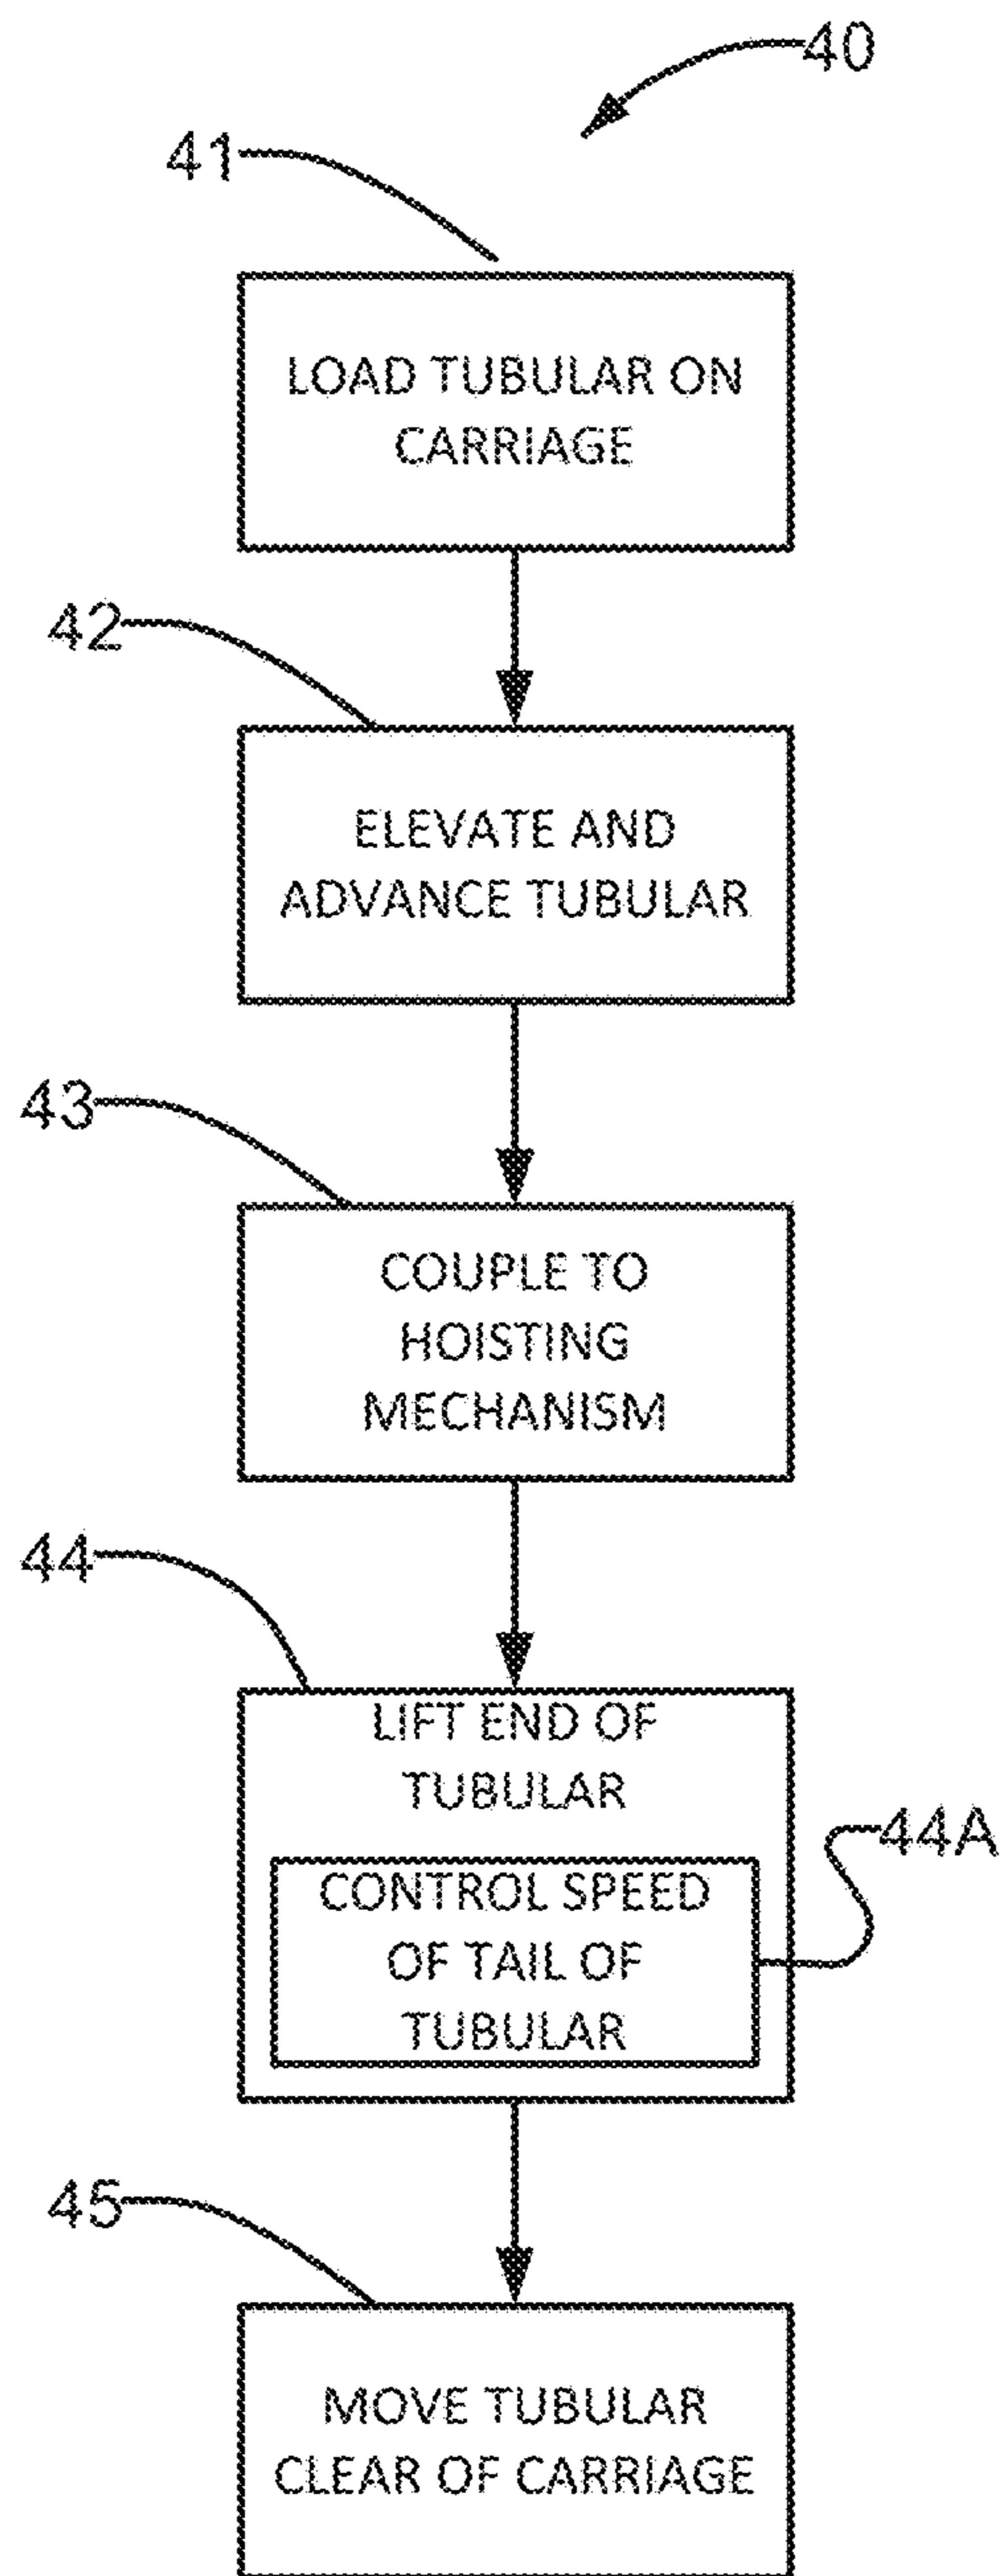 40
41
LOAD TUBULAR ON
CARRIAGE
42
ELEVATE AND
ADVANCE TUBULAR
43
COUPLE TO
HOISTING
MECHANISM
44
LIFT END OF
TUBULAR
44A
CONTROL SPEED
OF TAIL OF
TUBULAR
45
MOVE TUBULAR
CLEAR OF CARRIAGE